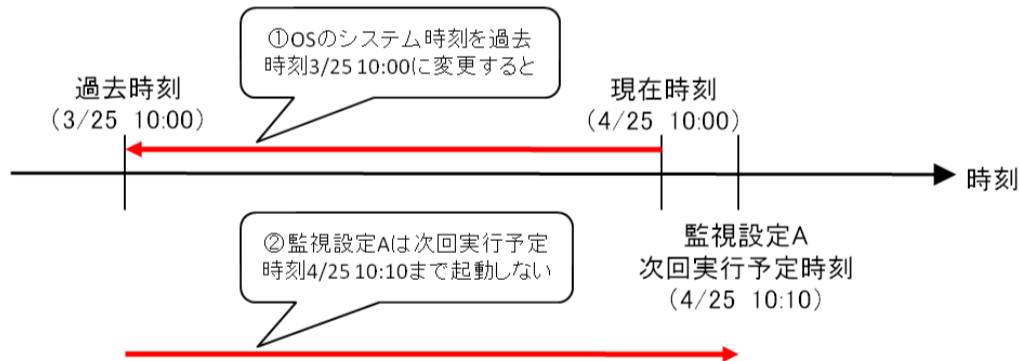 ①OSのシステム時刻を過去
時刻3/25 10:00に変更すると
過去時刻
（3/25 10:00）
現在時刻
（4/25 10:00）
時刻
②監視設定Aは次回実行予定
時刻4/25 10:10まで起動しない
監視設定A
次回実行予定時刻
（4/25 10:10）